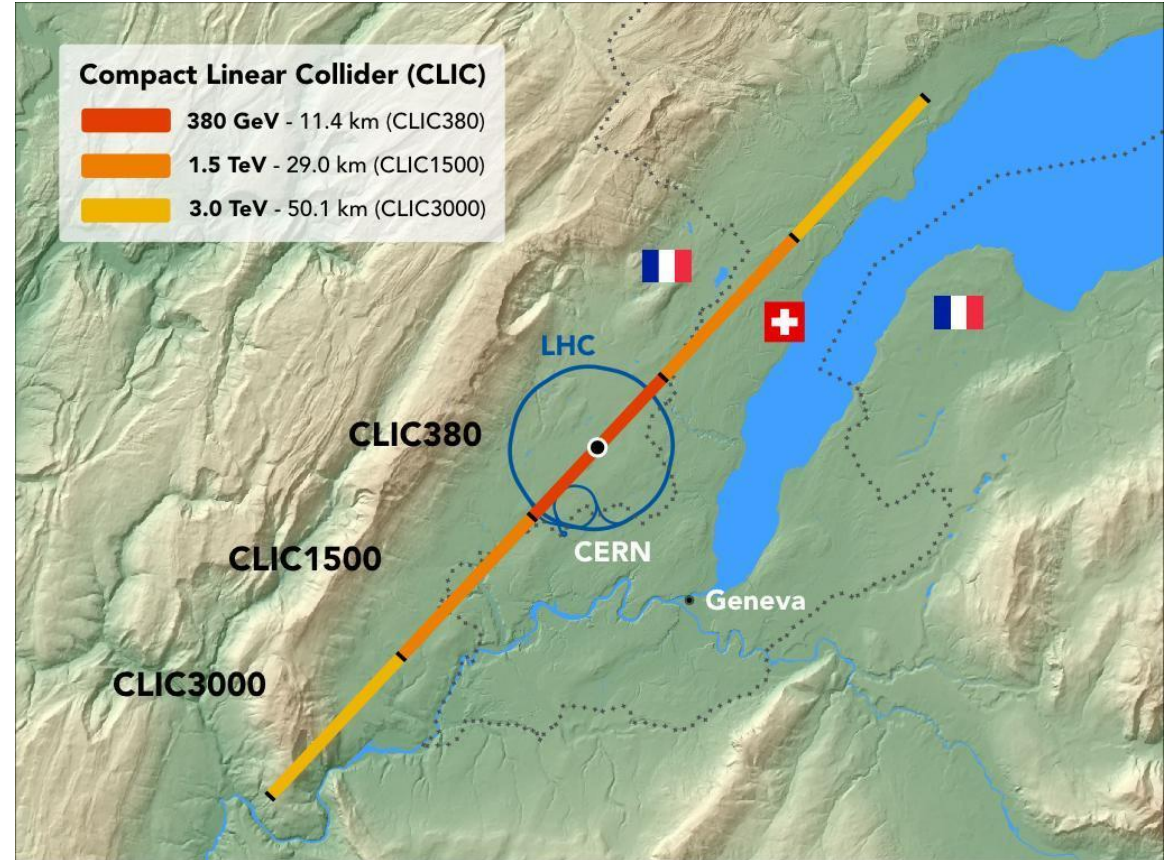 Compact Linear Collider (CLIC)
380 GeV - 11.4 km (CLIC380)
1.5 TeV - 29.0 km (CLIC1500)
3.0 TeV - 50.1 km (CLIC3000)
LHC
CLIC380
CLIC1500
CERN
Geneva
CLIC3000